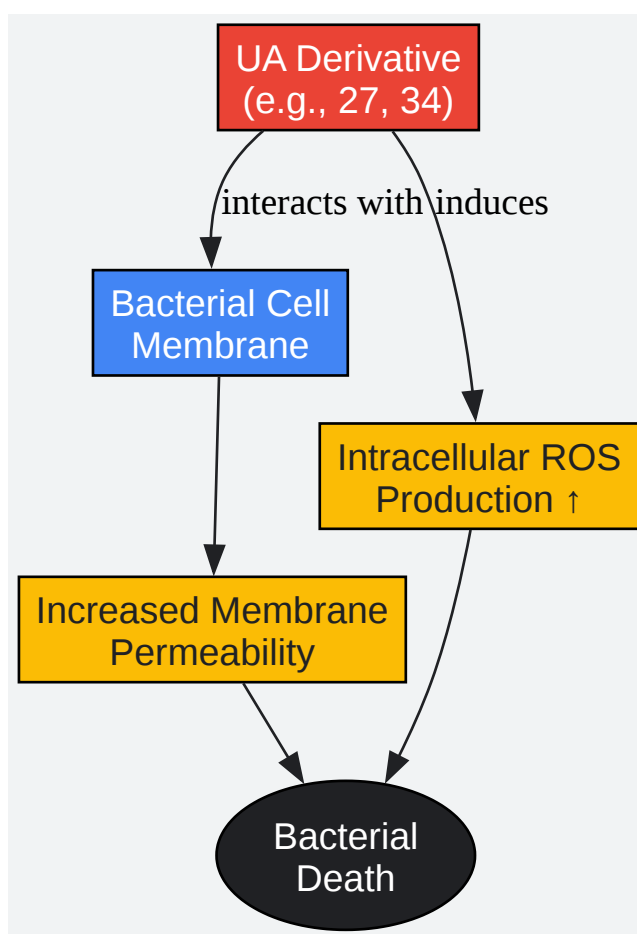 UA Derivative
(e.g., 27, 34)
interacts with
induces
Bacterial Cell
Membrane
Intracellular ROS
Production ↑
Increased Membrane
Permeability
Bacterial
Death